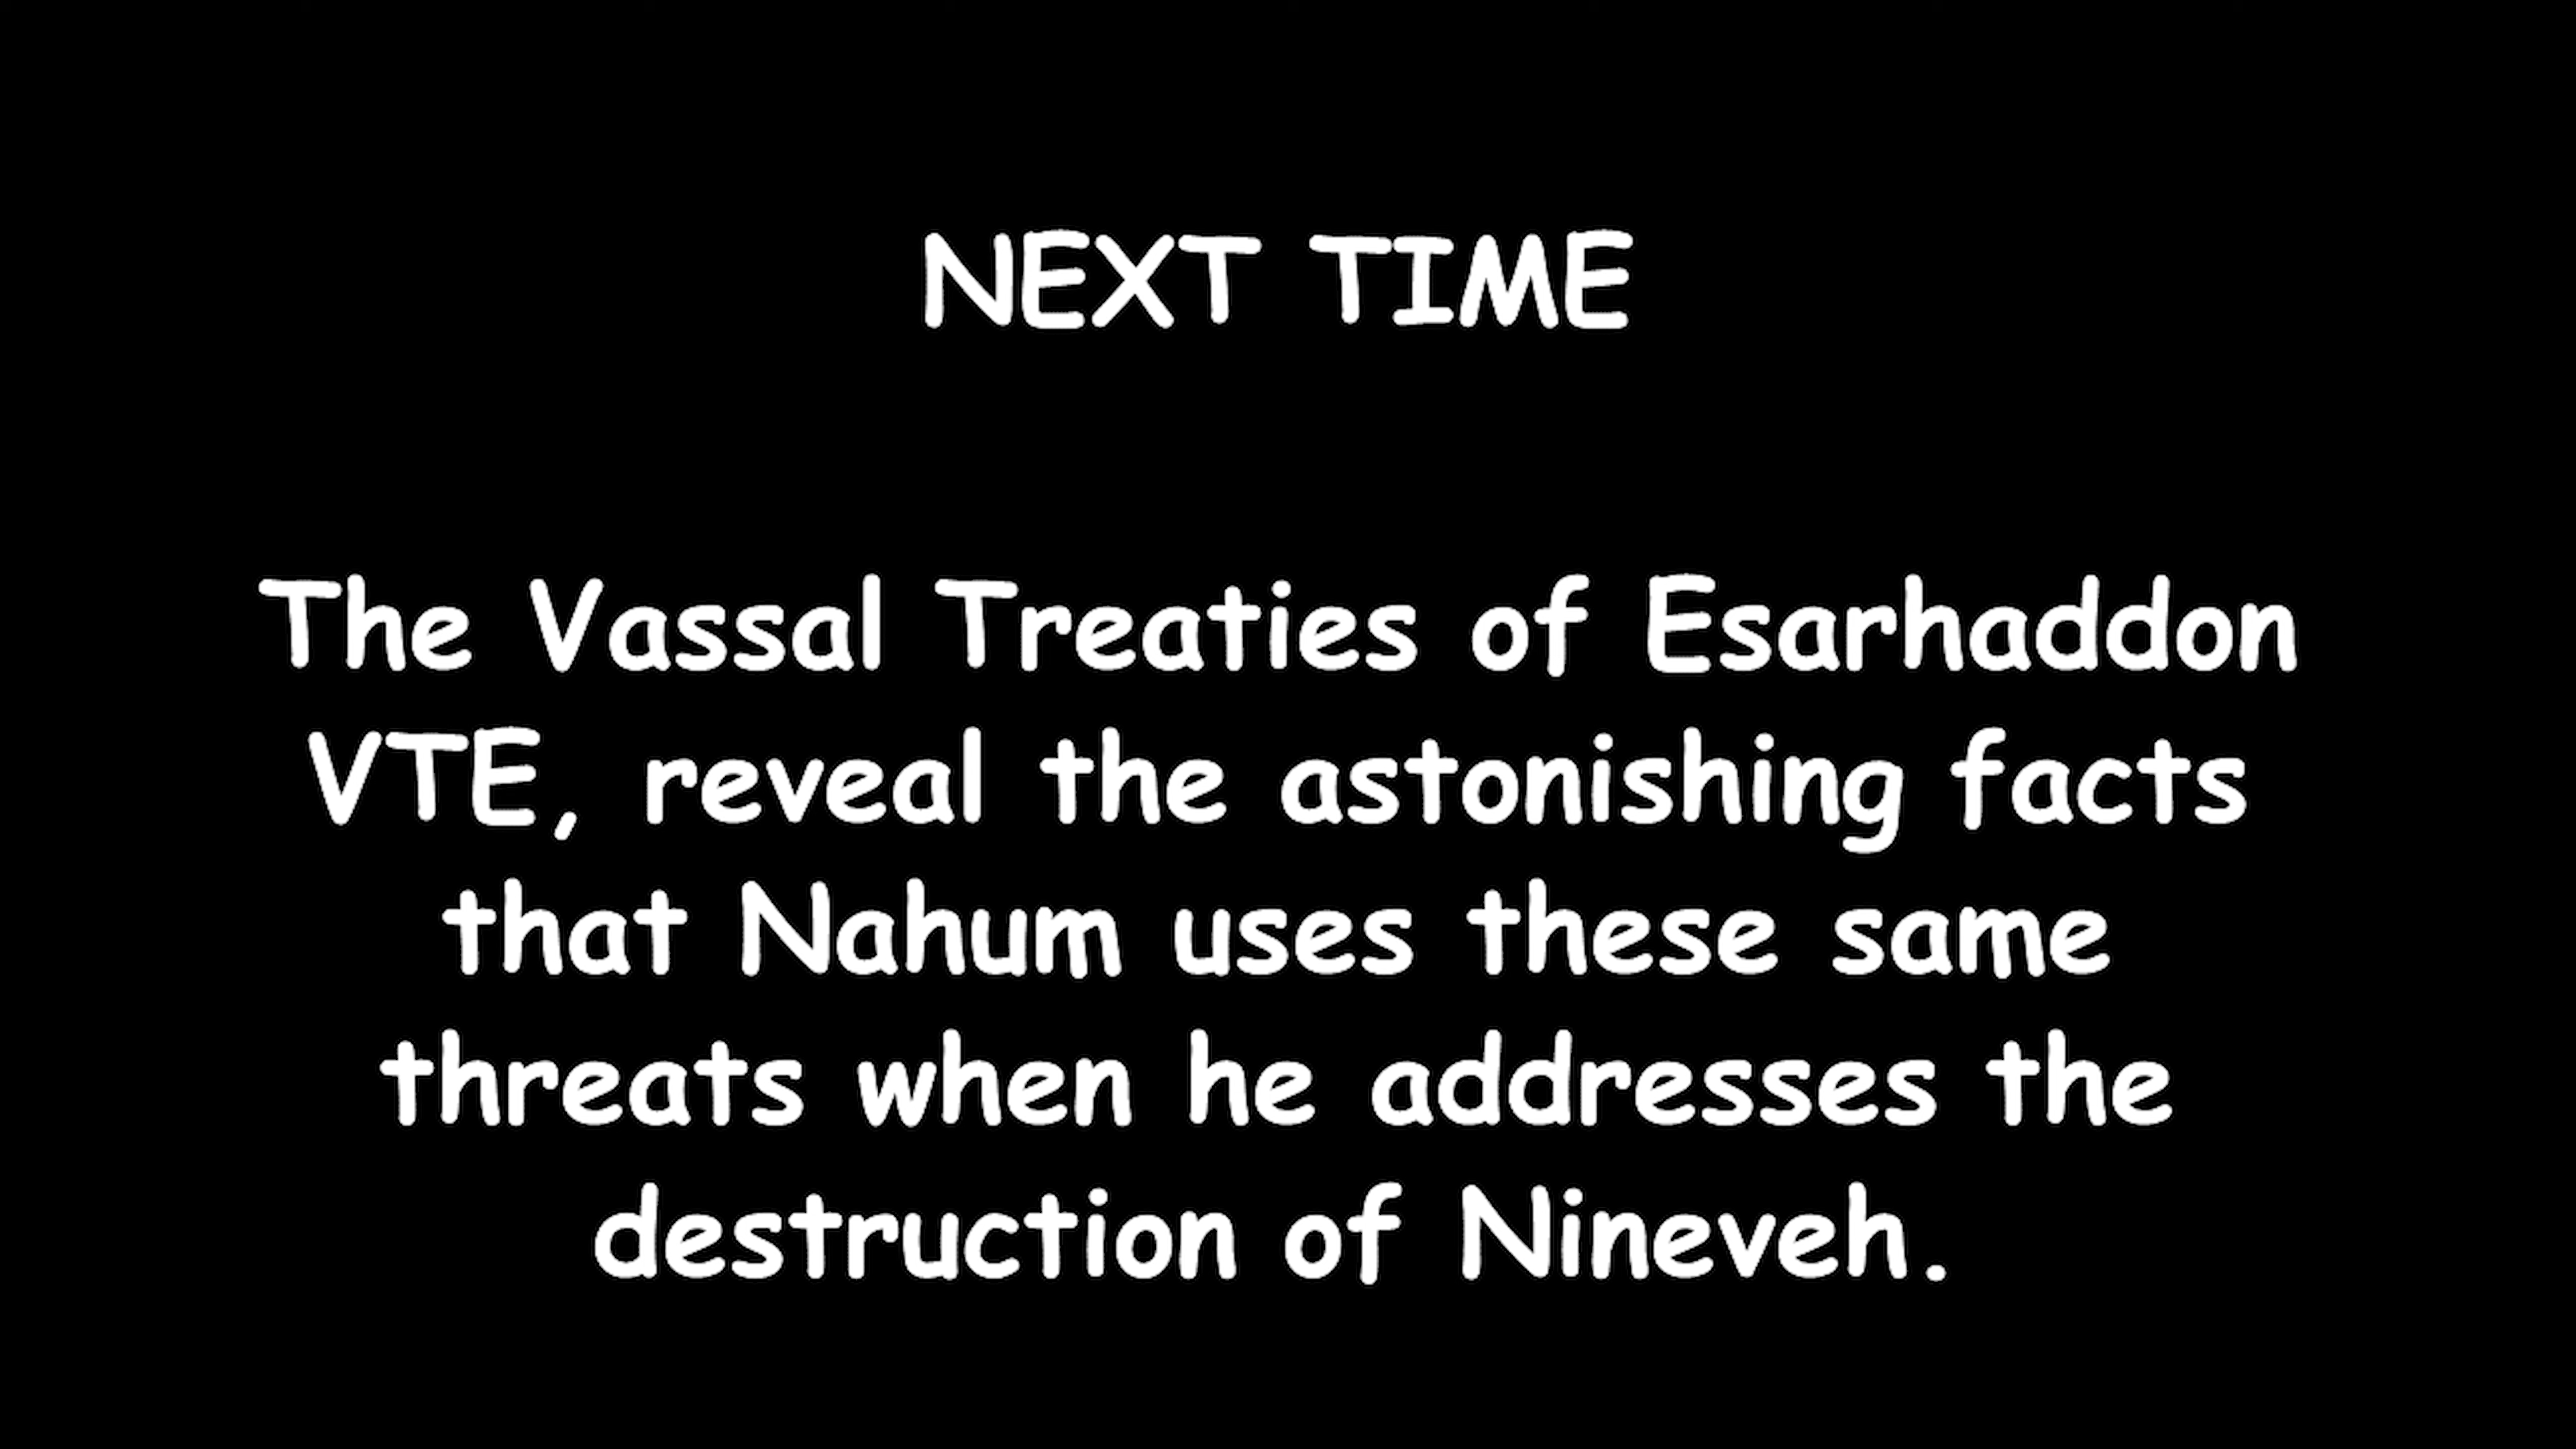 NEXT TIME
The Vassal Treaties of Esarhaddon
VTE, reveal the astonishing facts
that Nahum uses these same
threats when he addresses the
destruction of Nineveh.